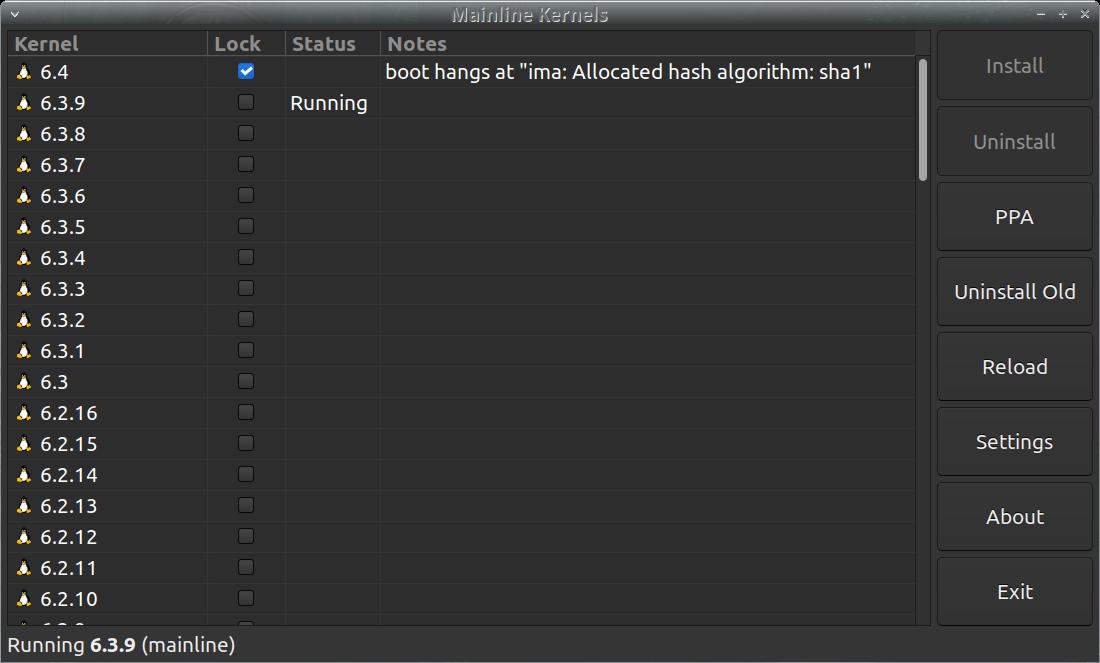 Mainline Kernels
Kernel Lock Status Notes
6.4 boot hangs at "ima: Allocated hash algorithm: sha1"
6.3.9 Running
6.3.8
6.3.7
6.3.6
6.3.5
6.3.4
6.3.3
6.3.2
6.3.1
6.3
6.2.16
6.2.15
6.2.14
6.2.13
6.2.12
6.2.11
6.2.10
Install
Uninstall
PPA
Uninstall Old
Reload
Settings
About
Exit
Running 6.3.9 (mainline)